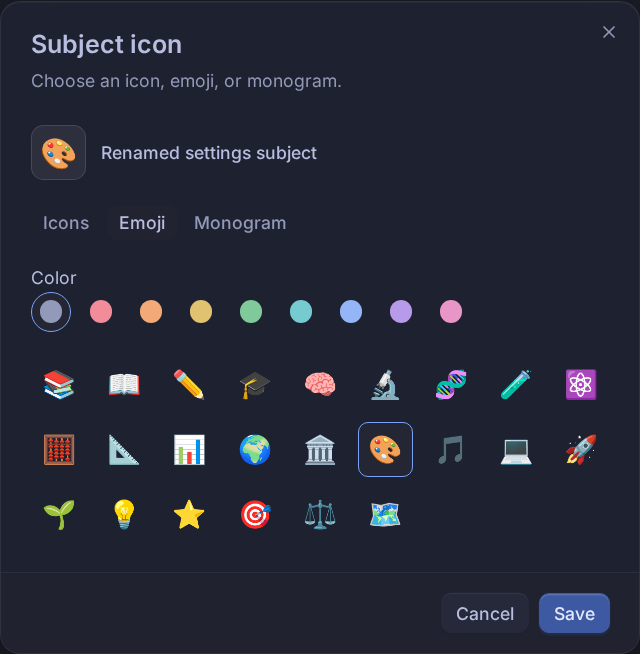 Subject icon
Choose an icon, emoji, or monogram.
Renamed settings subject
Icons Emoji Monogram
Color
Cancel Save